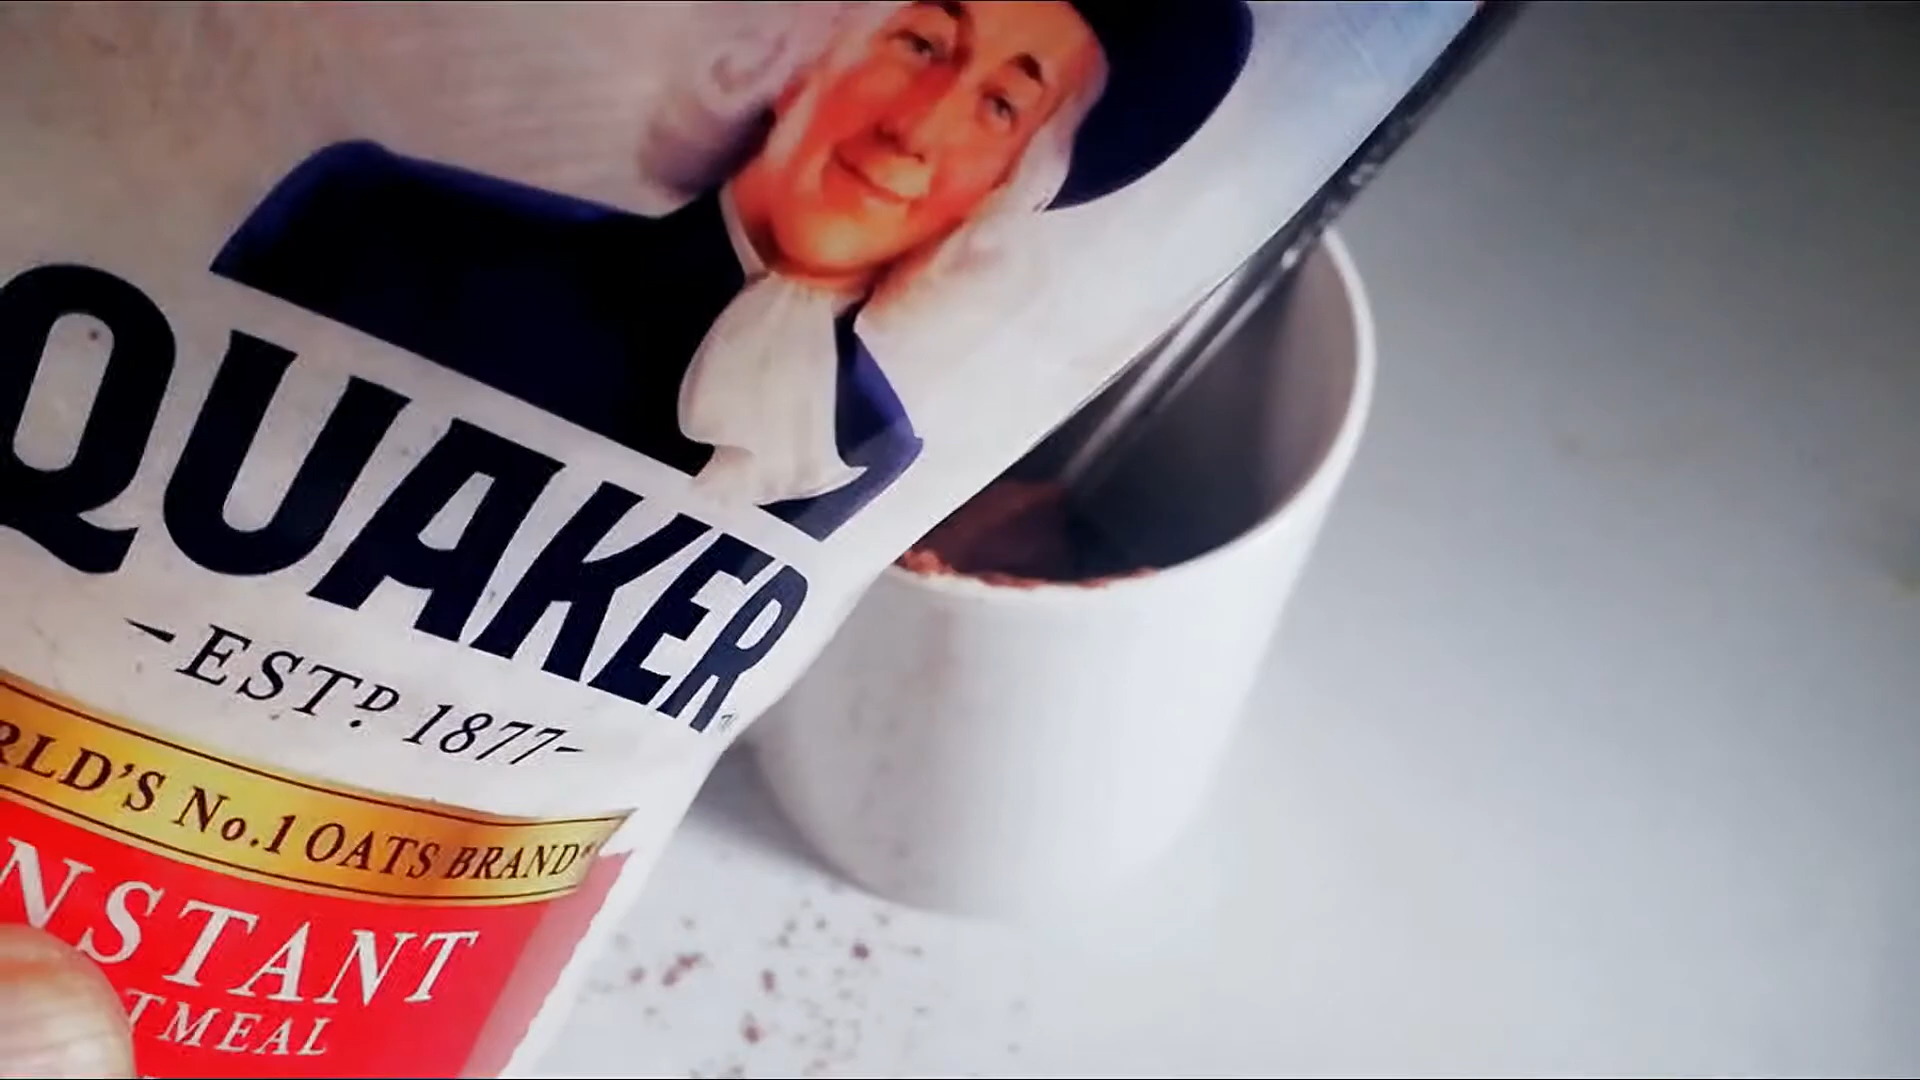 QUAKER
-ESTD 1877-
RLD'S No.1 OATS BRAND
NSTANT
TMEAL